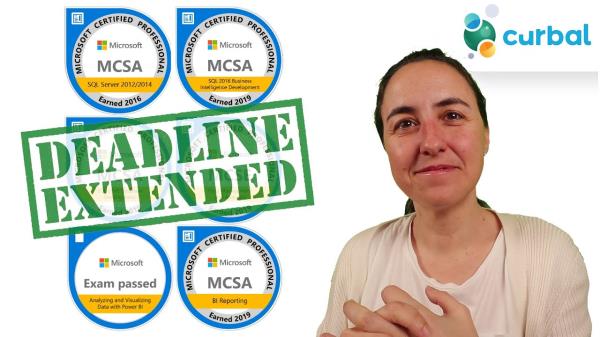 curbal
MICROSOFT CERTIFIED PROFESSIONAL
Microsoft
MCSA
SQL Server 2012/2014
Earned 2016
MICROSOFT CERTIFIED PROFESSIONAL
Microsoft
MCSA
SQL 2016 Business
Intelligence Development
Earned 2019
DEADLINE
EXTENDED
MCSA
Microsoft
Exam passed
Analyzing and Visualizing
Data with Power BI
MICROSOFT CERTIFIED PROFESSIONAL
Microsoft
MCSA
BI Reporting
Earned 2019